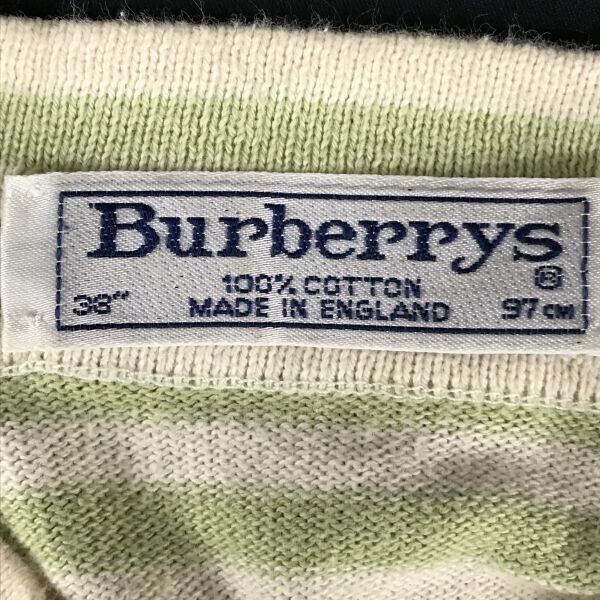 Burberrys®
100% COTTON
38" MADE IN ENGLAND 97 CM